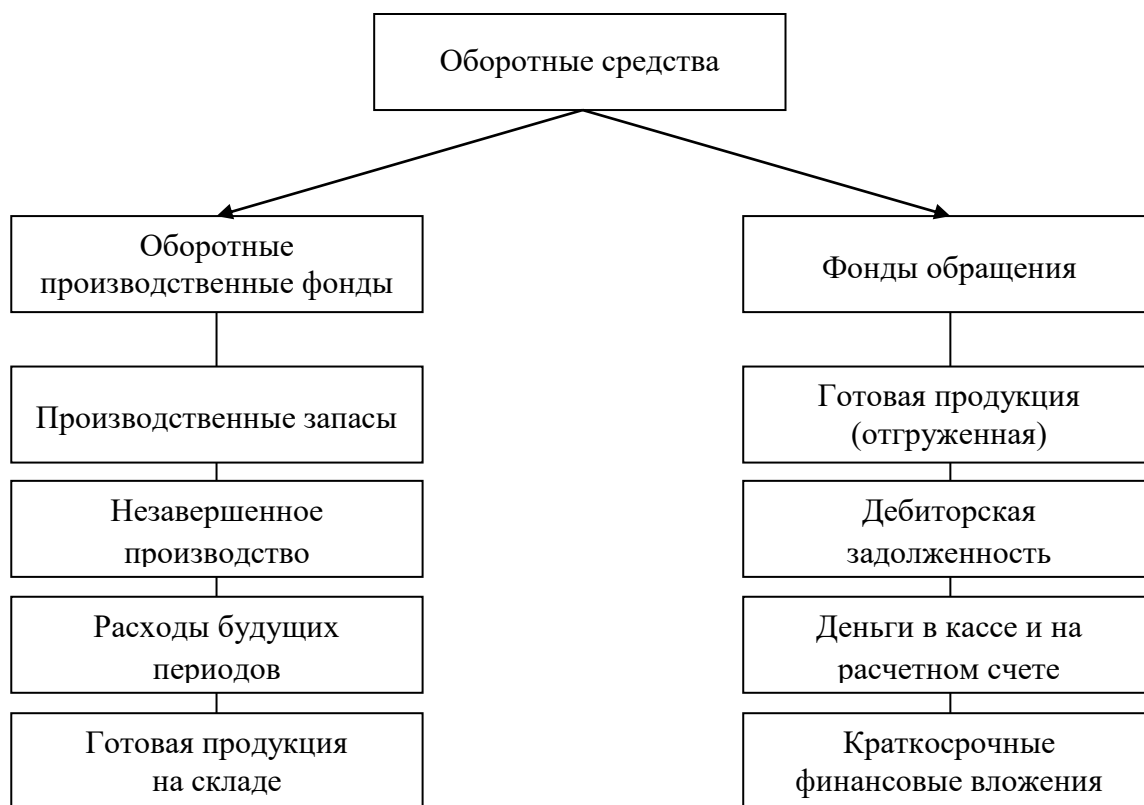 Оборотные средства
Оборотные
производственные фонды
Фонды обращения
Производственные запасы
Готовая продукция
(отгруженная)
Незавершенное
производство
Дебиторская
задолженность
Расходы будущих
периодов
Деньги в кассе и на
расчетном счете
Готовая продукция
на складе
Краткосрочные
финансовые вложения